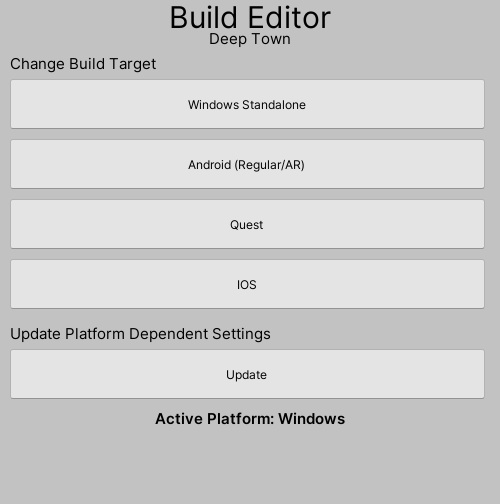 Build Editor
Deep Town
Change Build Target
Windows Standalone
Android (Regular/AR)
Quest
IOS
Update Platform Dependent Settings
Update
Active Platform: Windows